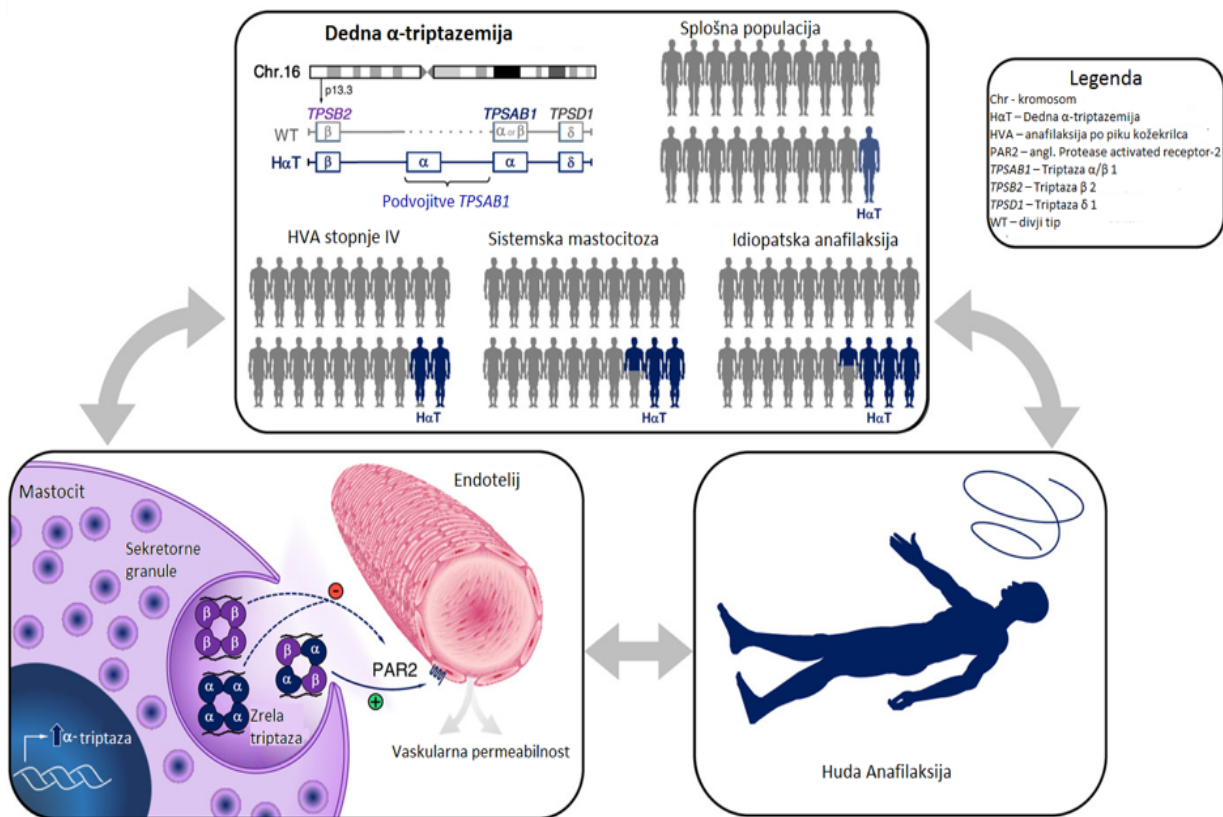 Dedna α-triptazemija
Chr.16
p13.3
TPSB2
TPSAB1
TPSD1
WT
β
α or β
δ
HαT
β
α
α
δ
Podvojitve TPSAB1
Splošna populacija
HαT
HVA stopnje IV
HαT
Sistemska mastocitoza
HαT
Idiopatska anafilaksija
HαT
Legenda
Chr - kromosom
HαT – Dedna α-triptazemija
HVA – anafilaksija po piku kožekrilca
PAR2 – angl. Protease activated receptor-2
TPSAB1 – Triptaza α/β 1
TPSB2 – Triptaza β 2
TPSD1 – Triptaza δ 1
WT – divji tip
Mastocit
Sekretorne
granule
β β
β β
α α
α α
β α
α β
Zrela
triptaza
α- triptaza
Endotelij
-
PAR2
+
Vaskularna permeabilnost
Huda Anafilaksija